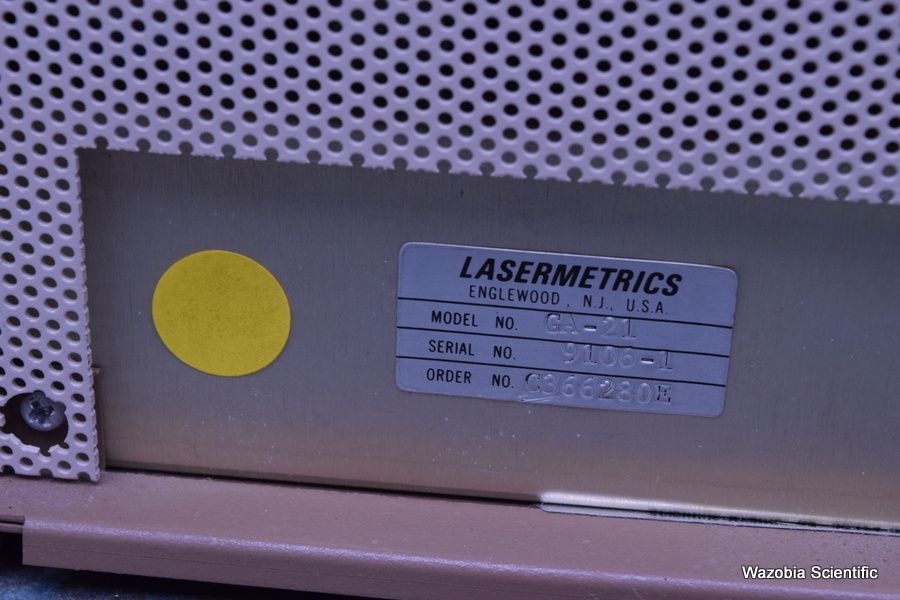 LASERMETRICS
ENGLEWOOD, N.J., U.S.A.
MODEL NO. GA-21
SERIAL NO. 9106-1
ORDER NO. C366280E
Wazobia Scientific